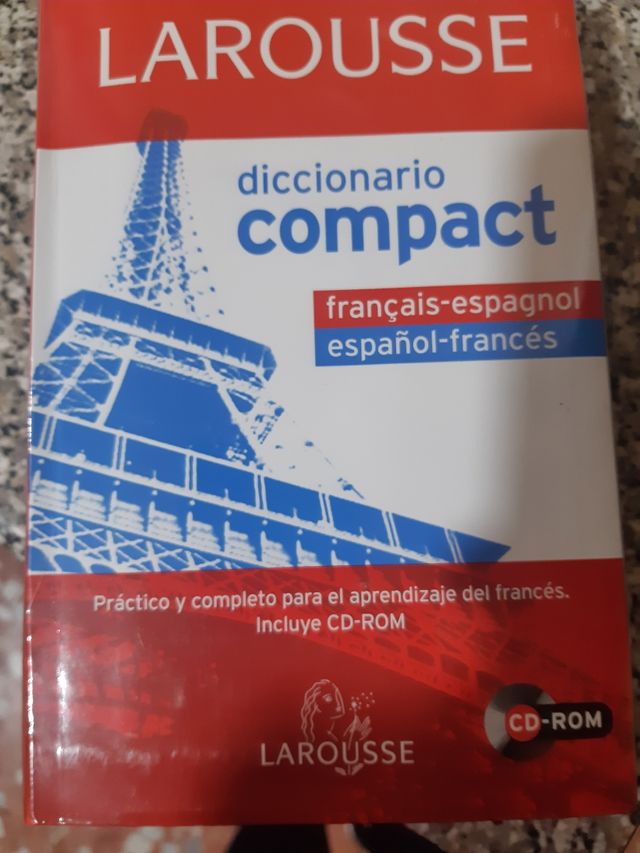 LAROUSSE
diccionario
compact
français-espagnol
español-francés
Práctico y completo para el aprendizaje del francés.
Incluye CD-ROM
CD-ROM
LAROUSSE